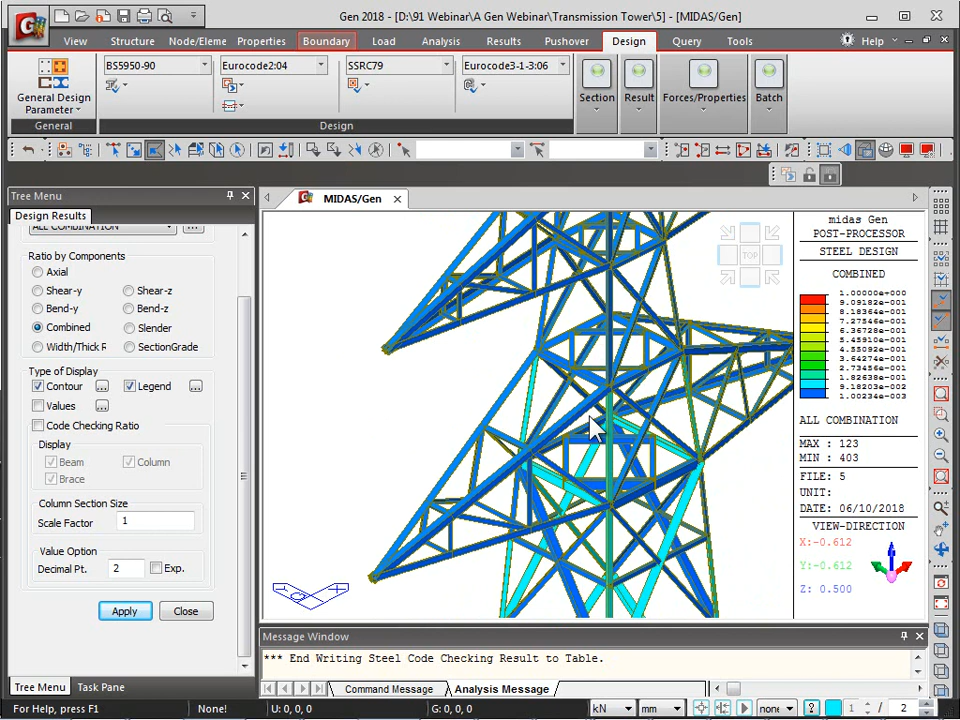 Gen 2018 - [D:\91 Webinar\A Gen Webinar\Transmission Tower\5] - [MIDAS/Gen]
View Structure Node/Eleme Properties Boundary Load Analysis Results Pushover Design Query Tools Help
General Design
Parameter
General
BS5950-90
Eurocode2:04
SSRC79
Eurocode3-1-3:06
Design
Section
Result
Forces/Properties
Batch
Tree Menu
Design Results
ALL COMBINATION
Ratio by Components
Axial
Shear-y Shear-z
Bend-y Bend-z
Combined Slender
Width/Thick R SectionGrade
Type of Display
Contour ... Legend ...
Values ...
Code Checking Ratio
Display
Beam Column
Brace
Column Section Size
Scale Factor 1
Value Option
Decimal Pt. 2 Exp.
Apply Close
Tree Menu Task Pane
MIDAS/Gen
TOP
midas Gen
POST-PROCESSOR
STEEL DESIGN
COMBINED
1.00000e+000
9.09182e-001
8.18364e-001
7.27546e-001
6.36728e-001
5.45910e-001
4.55092e-001
3.64274e-001
2.73456e-001
1.82638e-001
9.18203e-002
1.00234e-003
ALL COMBINATION
MAX : 123
MIN : 403
FILE: 5
UNIT:
DATE: 06/10/2018
VIEW-DIRECTION
X:-0.612
Y:-0.612
Z: 0.500
Message Window
*** End Writing Steel Code Checking Result to Table.
Command Message Analysis Message
For Help, press F1 None! U: 0, 0, 0 G: 0, 0, 0 kN mm none 1 / 2